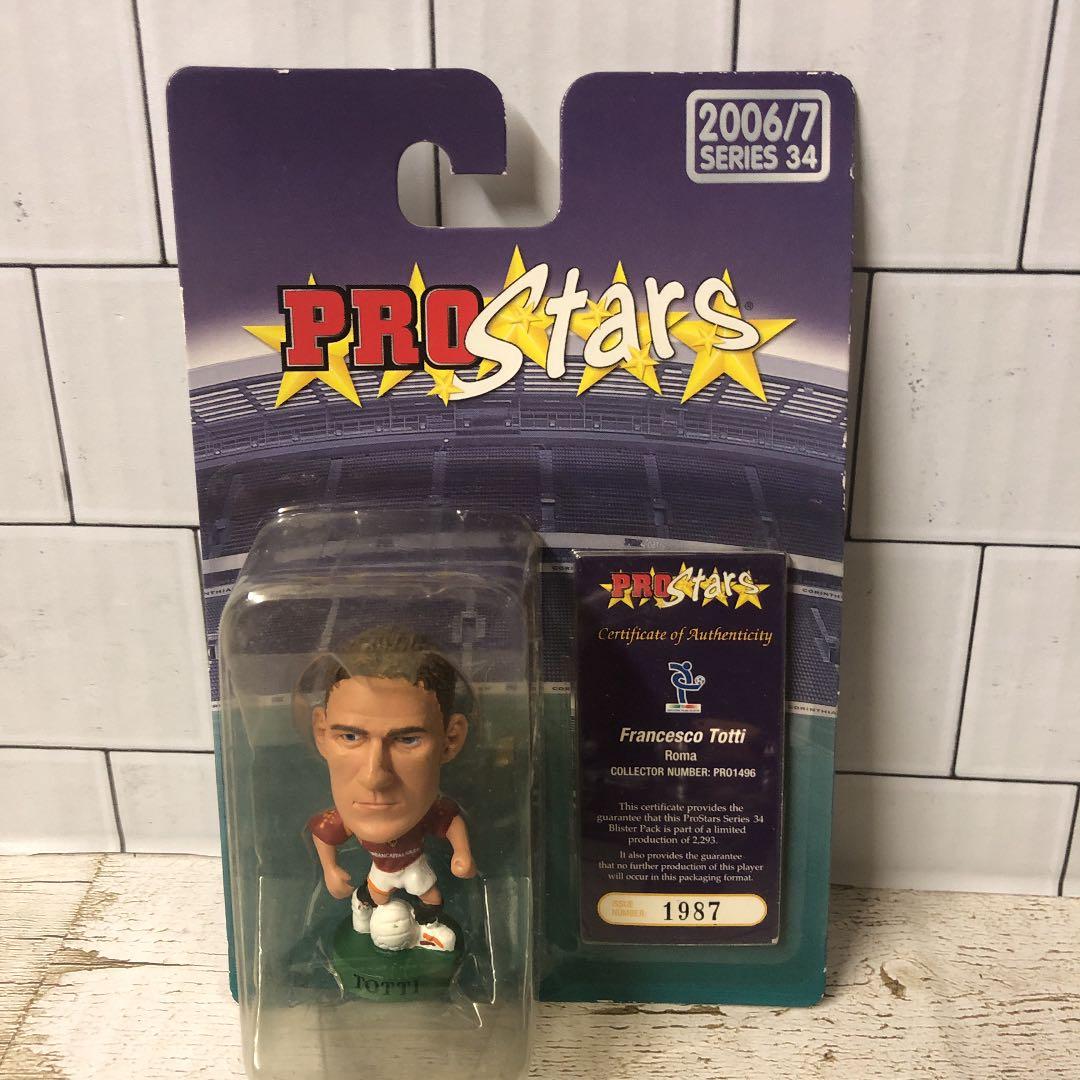 2006/7
SERIES 34
PROStars®
PROStars
Certificate of Authenticity
Francesco Totti
Roma
COLLECTOR NUMBER: PRO1496
This certificate provides the
guarantee that this ProStars Series 34
Blister Pack is part of a limited
production of 2,293.
It also provides the guarantee
that no further production of this player
will occur in this packaging format.
ISSUE
NUMBER: 1987
CORINTHIA
TOTTI